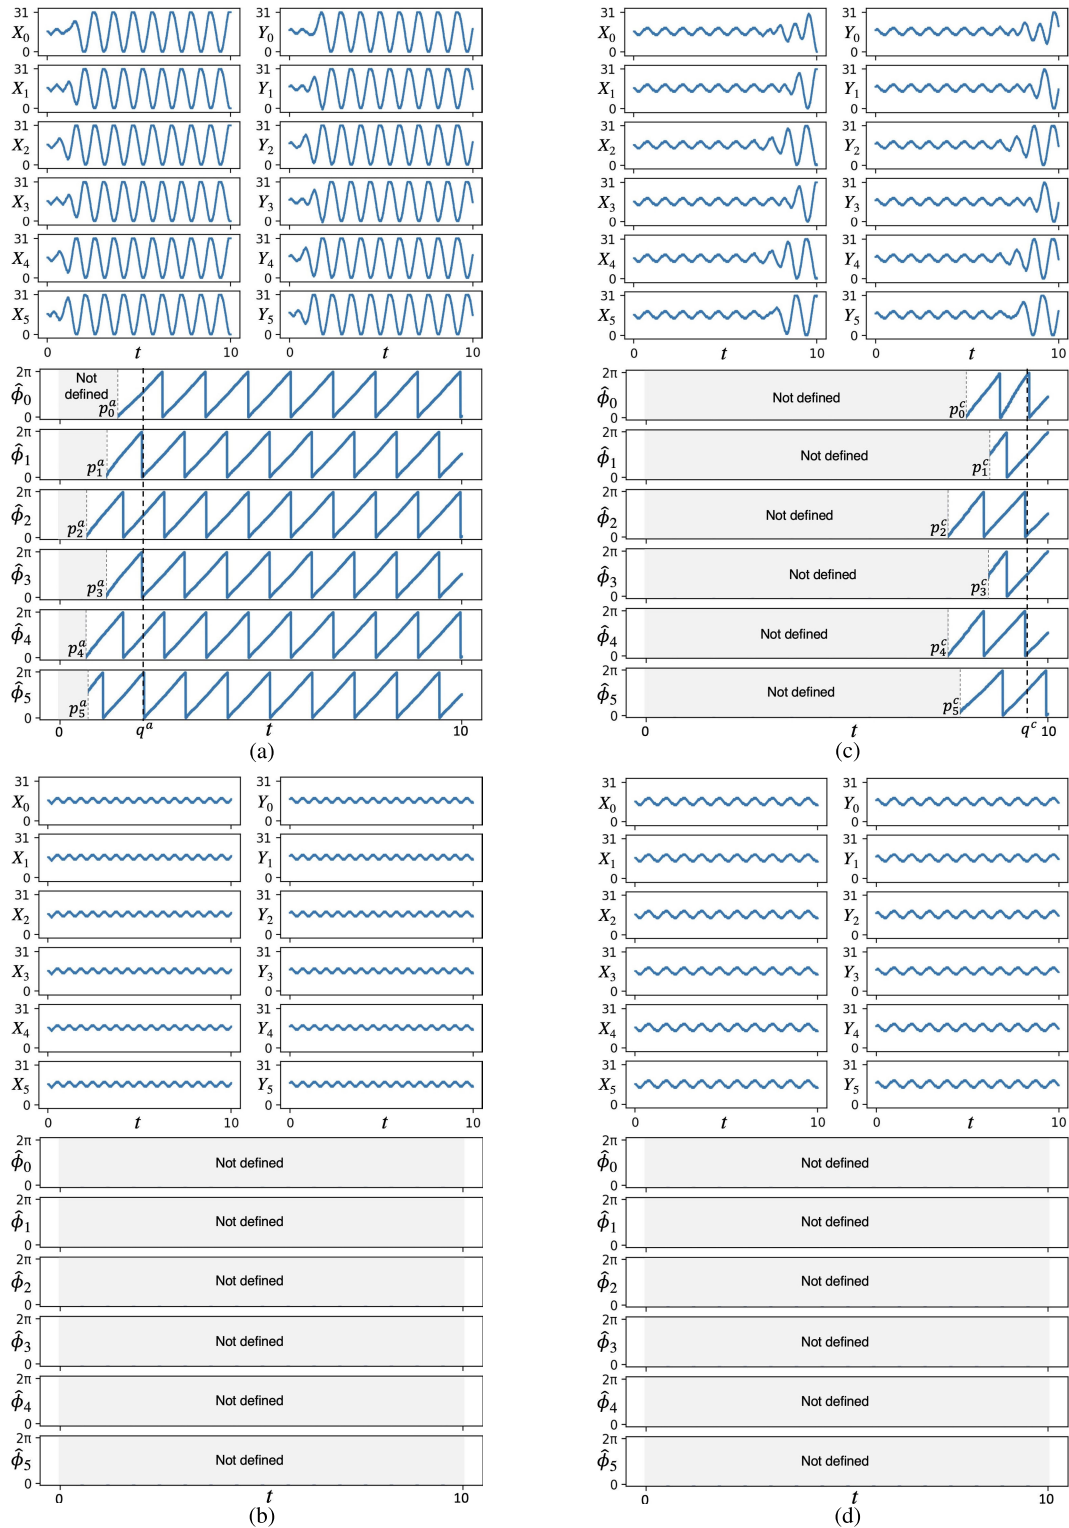 31 X₀ 0 31 Y₀ 0
31 X₁ 0 31 Y₁ 0
31 X₂ 0 31 Y₂ 0
31 X₃ 0 31 Y₃ 0
31 X₄ 0 31 Y₄ 0
31 X₅ 0 31 Y₅ 0
0 t 10 0 t 10
2π ϕ̂₀ 0 Not defined p₀ᵃ
2π ϕ̂₁ 0 p₁ᵃ
2π ϕ̂₂ 0 p₂ᵃ
2π ϕ̂₃ 0 p₃ᵃ
2π ϕ̂₄ 0 p₄ᵃ
2π ϕ̂₅ 0 p₅ᵃ
0 qᵃ t 10
(a)
31 X₀ 0 31 Y₀ 0
31 X₁ 0 31 Y₁ 0
31 X₂ 0 31 Y₂ 0
31 X₃ 0 31 Y₃ 0
31 X₄ 0 31 Y₄ 0
31 X₅ 0 31 Y₅ 0
0 t 10 0 t 10
2π ϕ̂₀ 0 Not defined p₀ᶜ
2π ϕ̂₁ 0 Not defined p₁ᶜ
2π ϕ̂₂ 0 Not defined p₂ᶜ
2π ϕ̂₃ 0 Not defined p₃ᶜ
2π ϕ̂₄ 0 Not defined p₄ᶜ
2π ϕ̂₅ 0 Not defined p₅ᶜ
0 t qᶜ 10
(c)
31 X₀ 0 31 Y₀ 0
31 X₁ 0 31 Y₁ 0
31 X₂ 0 31 Y₂ 0
31 X₃ 0 31 Y₃ 0
31 X₄ 0 31 Y₄ 0
31 X₅ 0 31 Y₅ 0
0 t 10 0 t 10
2π ϕ̂₀ 0 Not defined
2π ϕ̂₁ 0 Not defined
2π ϕ̂₂ 0 Not defined
2π ϕ̂₃ 0 Not defined
2π ϕ̂₄ 0 Not defined
2π ϕ̂₅ 0 Not defined
0 t 10
(b)
31 X₀ 0 31 Y₀ 0
31 X₁ 0 31 Y₁ 0
31 X₂ 0 31 Y₂ 0
31 X₃ 0 31 Y₃ 0
31 X₄ 0 31 Y₄ 0
31 X₅ 0 31 Y₅ 0
0 t 10 0 t 10
2π ϕ̂₀ 0 Not defined
2π ϕ̂₁ 0 Not defined
2π ϕ̂₂ 0 Not defined
2π ϕ̂₃ 0 Not defined
2π ϕ̂₄ 0 Not defined
2π ϕ̂₅ 0 Not defined
0 t 10
(d)